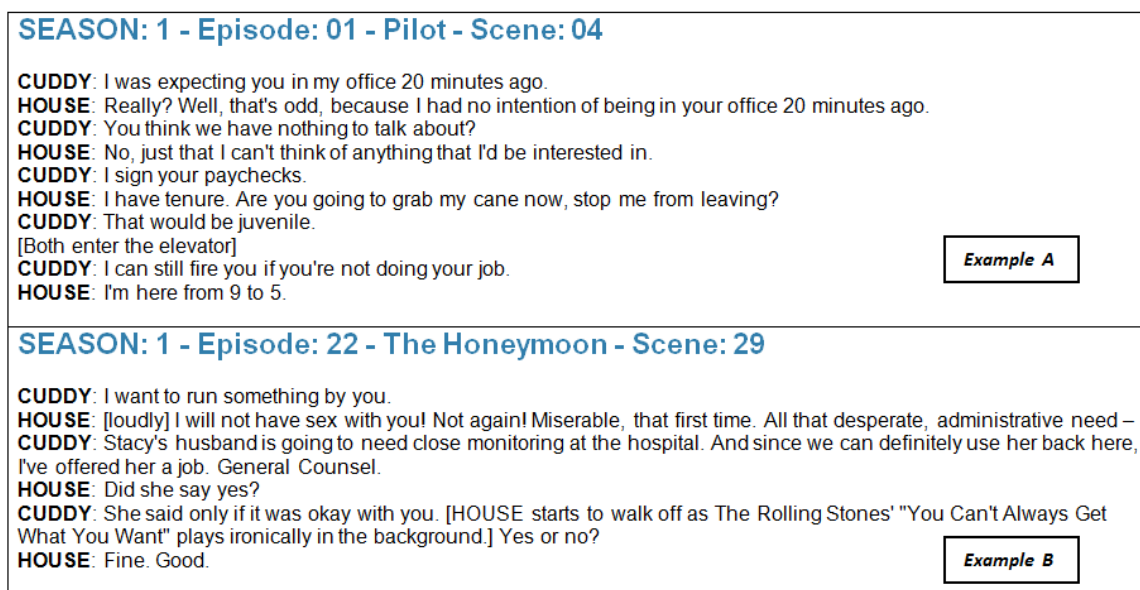 SEASON: 1 - Episode: 01 - Pilot - Scene: 04
CUDDY: I was expecting you in my office 20 minutes ago.
HOUSE: Really? Well, that's odd, because I had no intention of being in your office 20 minutes ago.
CUDDY: You think we have nothing to talk about?
HOUSE: No, just that I can't think of anything that I'd be interested in.
CUDDY: I sign your paychecks.
HOUSE: I have tenure. Are you going to grab my cane now, stop me from leaving?
CUDDY: That would be juvenile.
[Both enter the elevator]
CUDDY: I can still fire you if you're not doing your job.
HOUSE: I'm here from 9 to 5.
Example A
SEASON: 1 - Episode: 22 - The Honeymoon - Scene: 29
CUDDY: I want to run something by you.
HOUSE: [loudly] I will not have sex with you! Not again! Miserable, that first time. All that desperate, administrative need –
CUDDY: Stacy's husband is going to need close monitoring at the hospital. And since we can definitely use her back here,
I've offered her a job. General Counsel.
HOUSE: Did she say yes?
CUDDY: She said only if it was okay with you. [HOUSE starts to walk off as The Rolling Stones' "You Can't Always Get
What You Want" plays ironically in the background.] Yes or no?
HOUSE: Fine. Good.
Example B